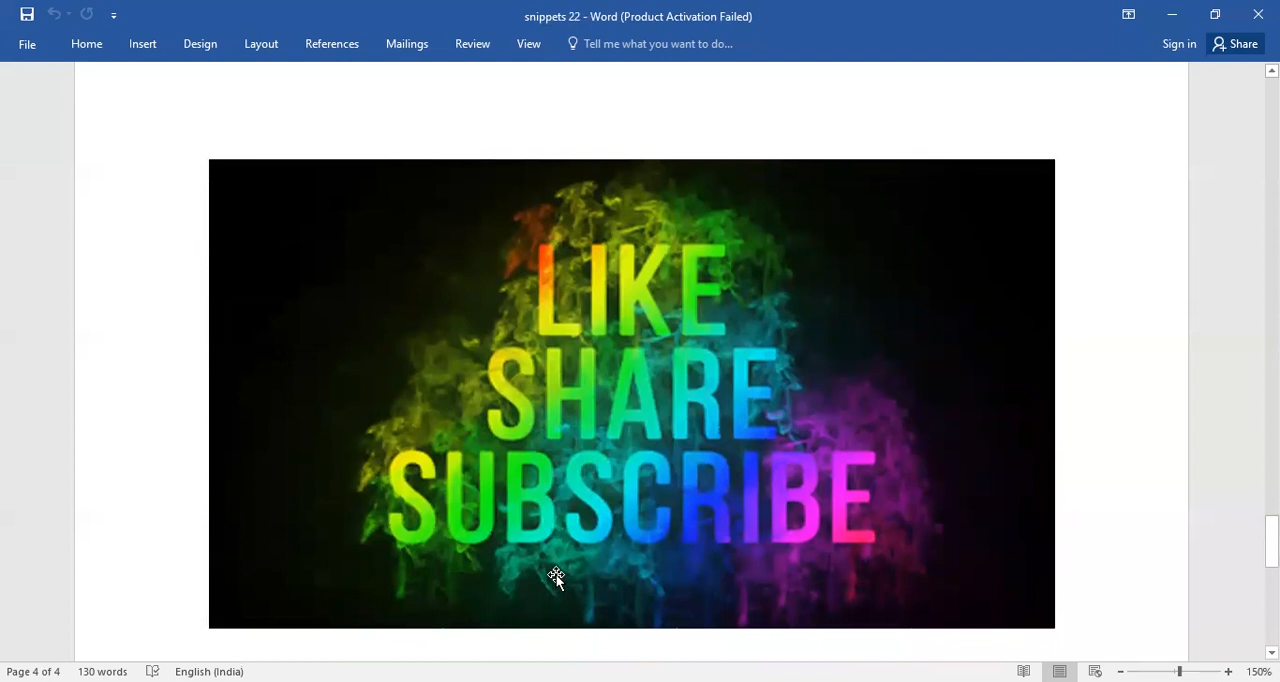 snippets 22 - Word (Product Activation Failed)
File Home Insert Design Layout References Mailings Review View Tell me what you want to do... Sign in Share
LIKE
SHARE
SUBSCRIBE
Page 4 of 4 130 words English (India) 150%